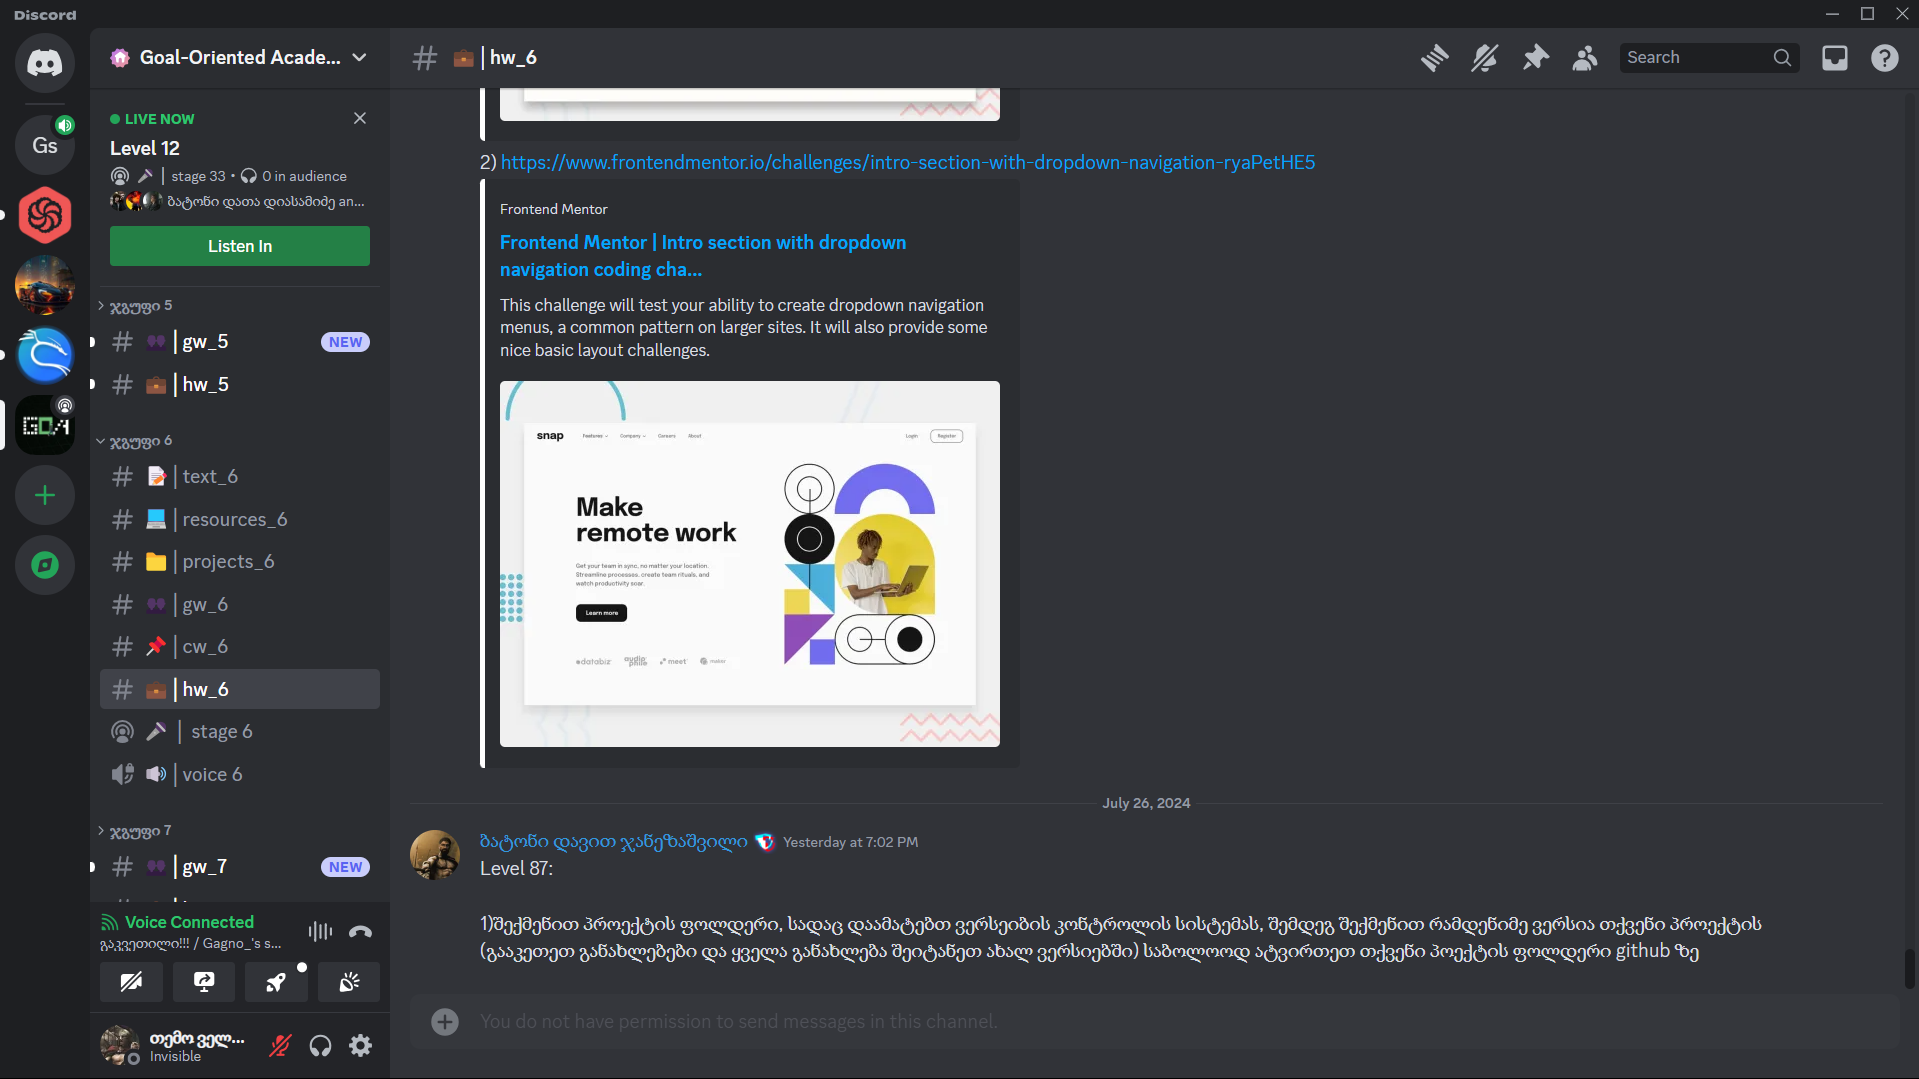 Discord
Goal-Oriented Acade...
| hw_6
Search
LIVE NOW
Level 12
| stage 33 • 0 in audience
ბატონი დათა დიასამიძე an...
Listen In
Gs
GOA
ჯგუფი 5
| gw_5 NEW
| hw_5
ჯგუფი 6
| text_6
| resources_6
| projects_6
| gw_6
| cw_6
| hw_6
| stage 6
| voice 6
ჯგუფი 7
| gw_7 NEW
Voice Connected
გაკვეთილი!!! / Gagno_'s s...
თემო ველ...
Invisible
2) https://www.frontendmentor.io/challenges/intro-section-with-dropdown-navigation-ryaPetHE5
Frontend Mentor
Frontend Mentor | Intro section with dropdown
navigation coding cha...
This challenge will test your ability to create dropdown navigation
menus, a common pattern on larger sites. It will also provide some
nice basic layout challenges.
snap Features Company Careers About Login Register
Make
remote work
Get your team in sync, no matter your location.
Streamline processes, create team rituals, and
watch productivity soar.
Learn more
databiz audiophile meet maker
July 26, 2024
ბატონი დავით ჯანეზაშვილი Yesterday at 7:02 PM
Level 87:
1)შექმენით პროექტის ფოლდერი, სადაც დაამატებთ ვერსეიბის კონტროლის სისტემას, შემდეგ შექმენით რამდენიმე ვერსია თქვენი პროექტის
(გააკეთეთ განახლებები და ყველა განახლება შეიტანეთ ახალ ვერსიებში) საბოლოოდ ატვირთეთ თქვენი პოექტის ფოლდერი github ზე
You do not have permission to send messages in this channel.